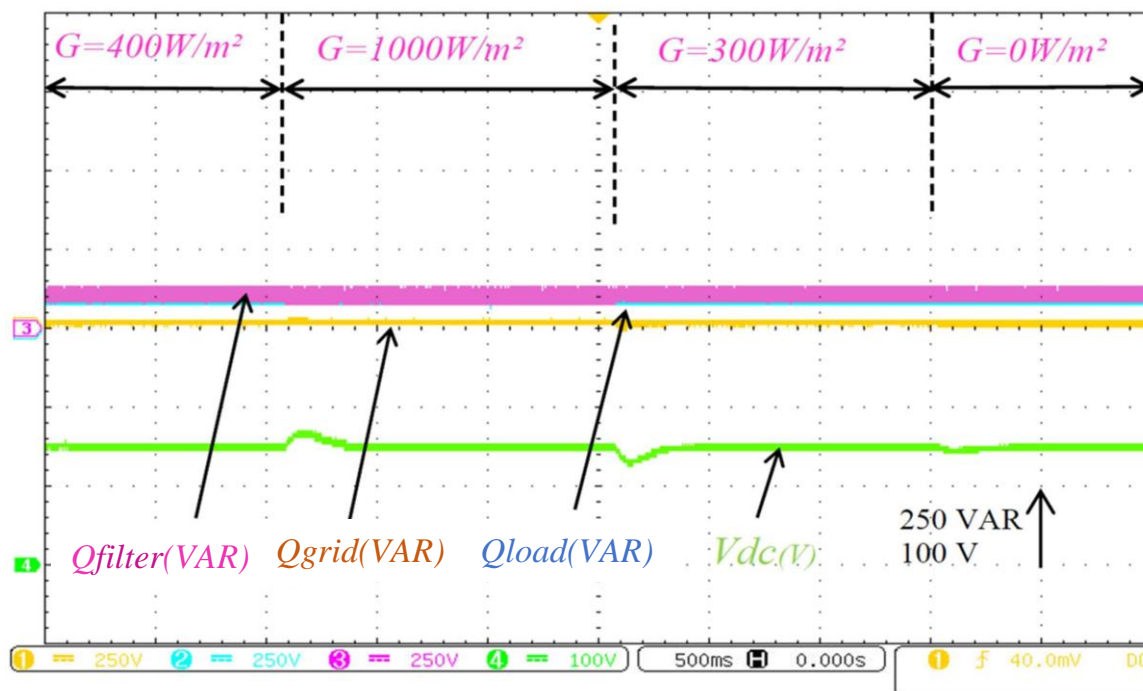 G=400W/m²
G=1000W/m²
G=300W/m²
G=0W/m²
3
250 VAR
100 V
Qfilter(VAR)
Qgrid(VAR)
Qload(VAR)
Vdc(V)
4
1 250V 2 250V 3 250V 4 100V
500ms H 0.000s
1 40.0mV